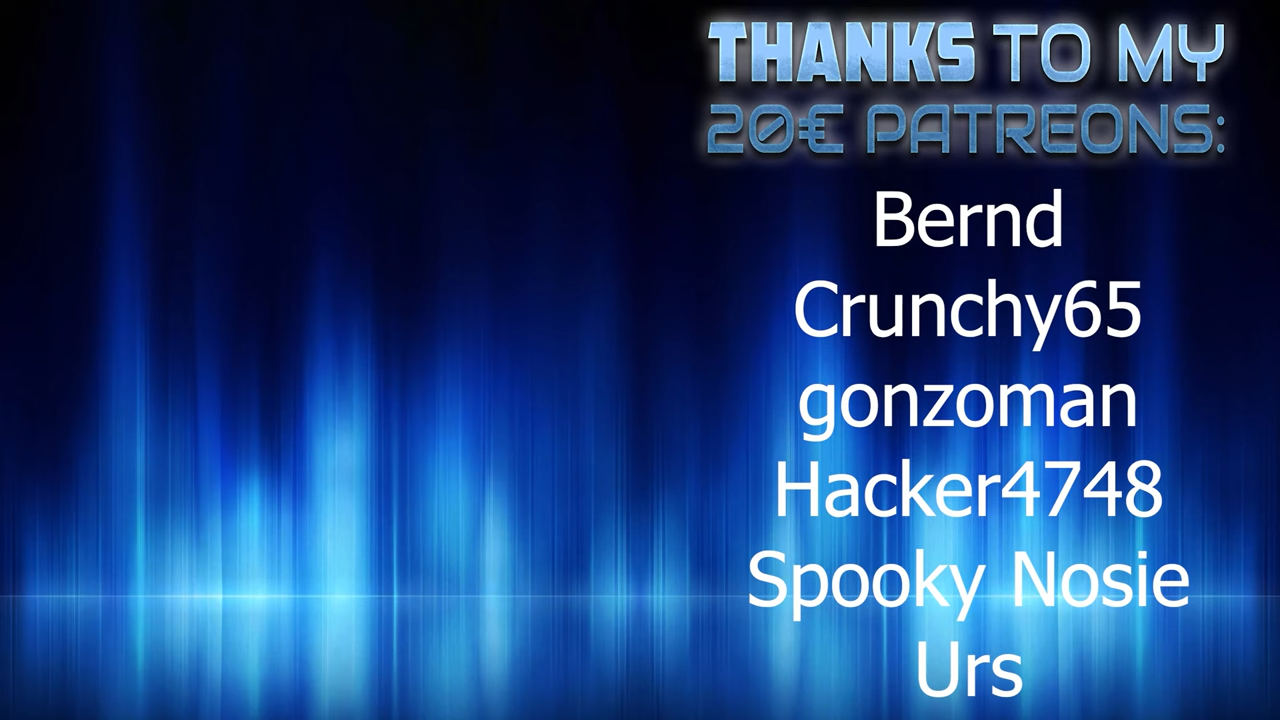 THANKS TO MY
20€ PATREONS:
Bernd
Crunchy65
gonzoman
Hacker4748
Spooky Nosie
Urs